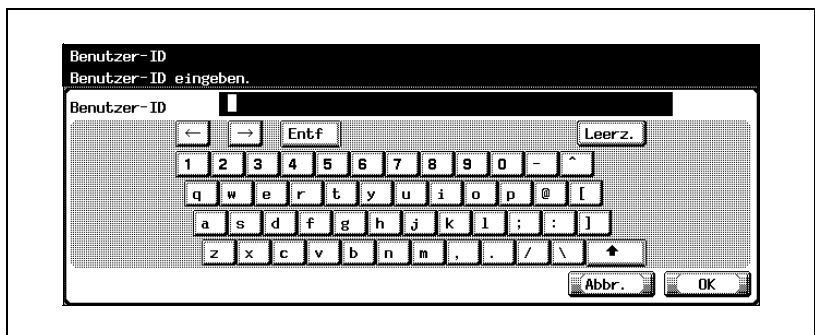 Benutzer-ID
Benutzer-ID eingeben.
Benutzer-ID
← → Entf Leerz.
1 2 3 4 5 6 7 8 9 0 - ^
q w e r t y u i o p @ [
a s d f g h j k l ; : ]
z x c v b n m , . / \ ↑
Abbr. OK